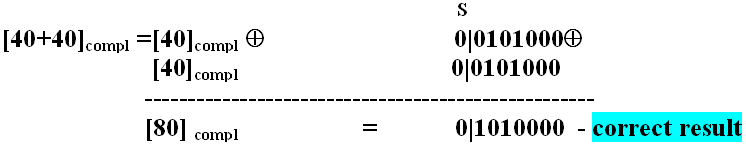 S
[40+40]compl =[40]compl ⊕ 0|0101000⊕
[40]compl 0|0101000
----------------------------------------------------
[80] compl = 0|1010000 - correct result